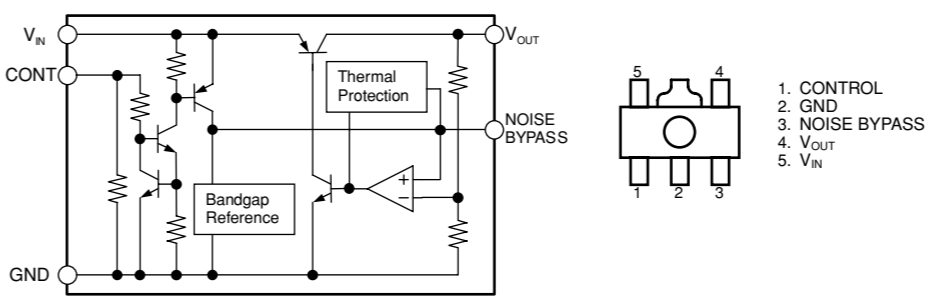 V_IN
CONT
GND
Thermal
Protection
Bandgap
Reference
+
−
V_OUT
NOISE
BYPASS
5 4
1 2 3
1. CONTROL
2. GND
3. NOISE BYPASS
4. V_OUT
5. V_IN